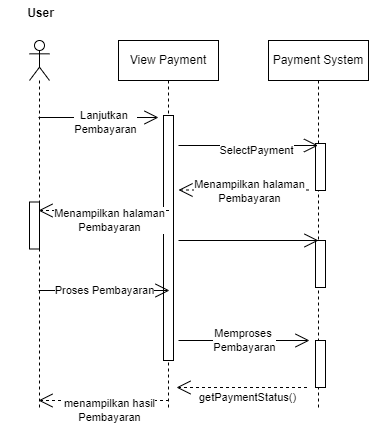 User
View Payment
Payment System
Lanjutkan
Pembayaran
SelectPayment
Menampilkan halaman
Pembayaran
Menampilkan halaman
Pembayaran
Proses Pembayaran
Memproses
Pembayaran
getPaymentStatus()
menampilkan hasil
Pembayaran